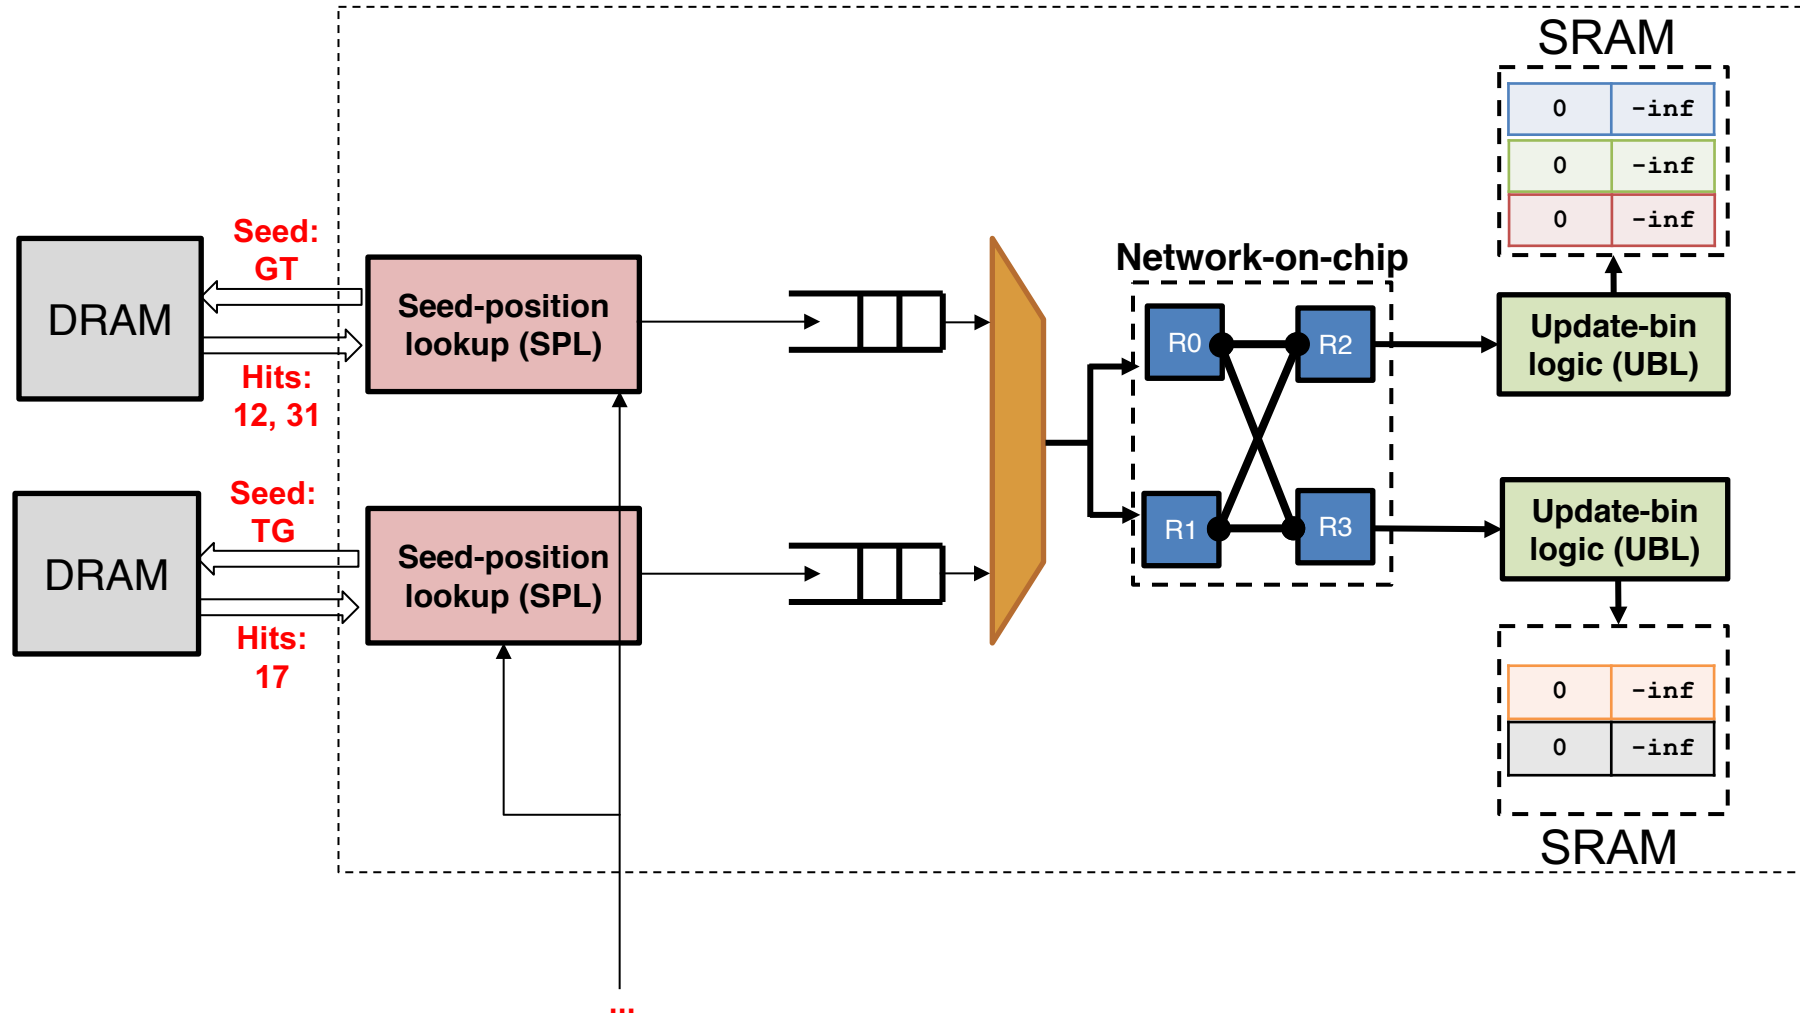 SRAM
0 -inf
0 -inf
0 -inf
Seed:
GT
DRAM
Hits:
12, 31
Seed-position
lookup (SPL)
Network-on-chip
R0
R2
R1
R3
Update-bin
logic (UBL)
Seed:
TG
DRAM
Hits:
17
Seed-position
lookup (SPL)
Update-bin
logic (UBL)
0 -inf
0 -inf
SRAM
...